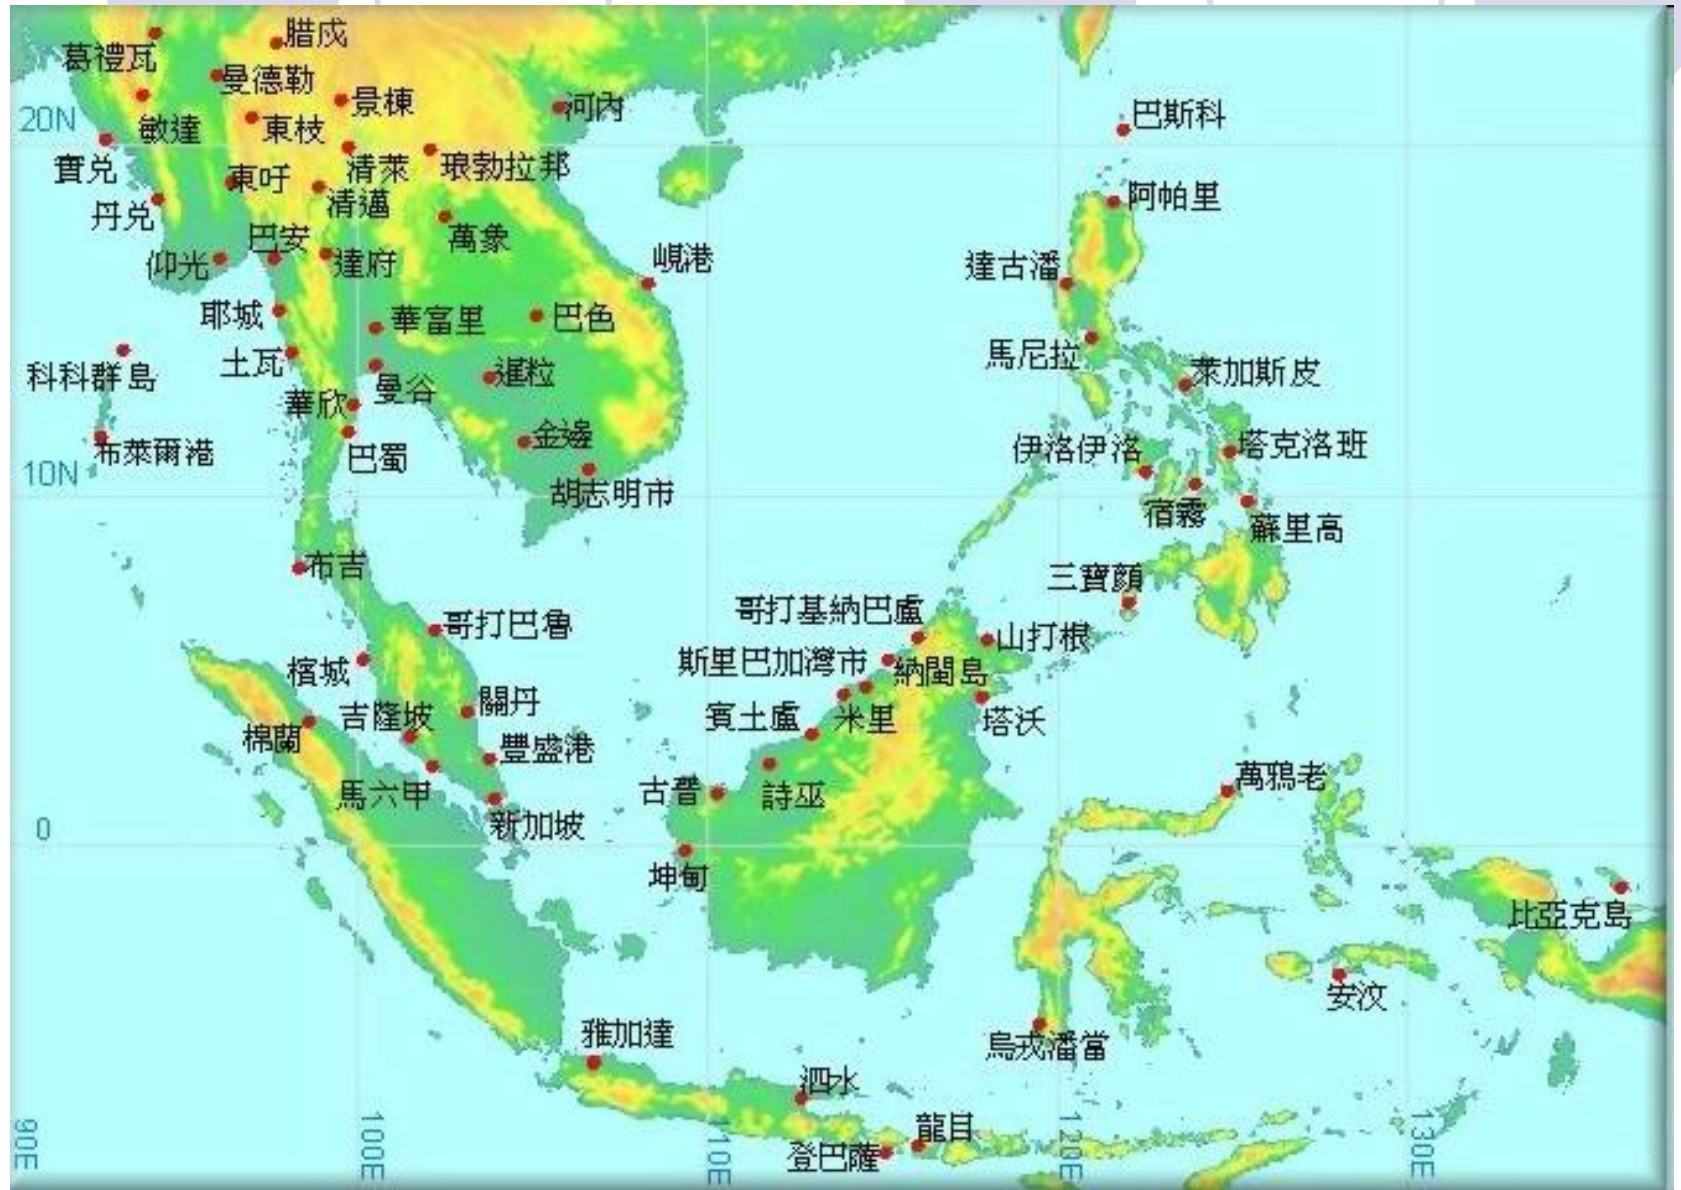 腊戍
葛禮瓦
曼德勒
景棟
河內
巴斯科
20N
敏達
東枝
寶兑
清萊
琅勃拉邦
東吁
清邁
阿帕里
丹兑
巴安
萬象
仰光
達府
峴港
達古潘
耶城
華富里
巴色
土瓦
馬尼拉
科科群島
暹粒
萊加斯皮
華欣
曼谷
金邊
布萊爾港
巴蜀
伊洛伊洛
塔克洛班
10N
胡志明市
宿霧
蘇里高
布吉
三寶顏
哥打基納巴盧
哥打巴魯
山打根
檳城
斯里巴加灣市
納閩島
關丹
吉隆坡
賓土盧
米里
塔沃
棉蘭
豐盛港
萬鴉老
馬六甲
古晉
詩巫
新加坡
0
坤甸
比亞克島
安汶
雅加達
烏戎潘當
泗水
龍目
登巴薩
90E
100E
110E
120E
130E